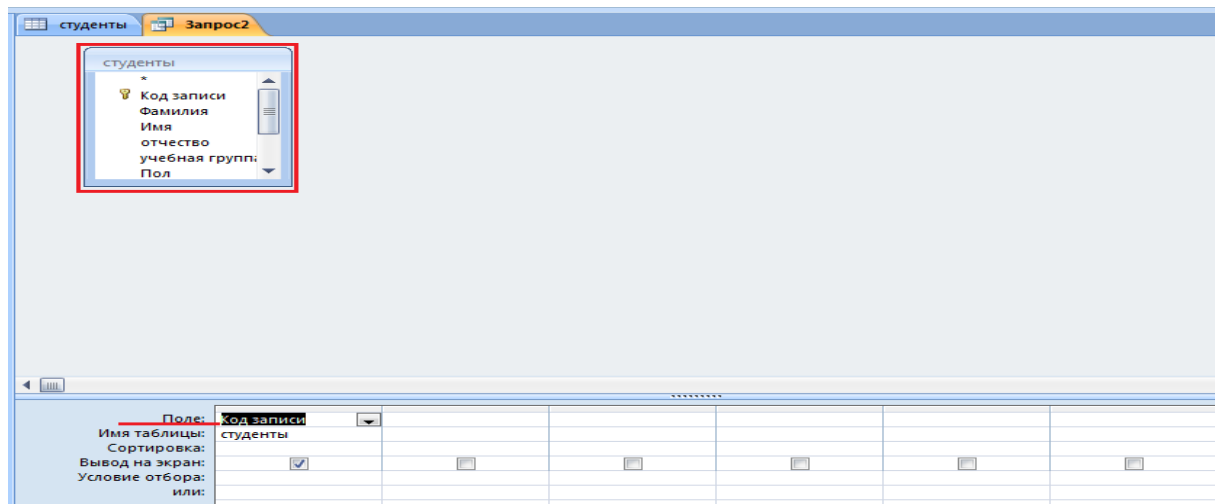 студенты Запрос2
студенты
*
Код записи
Фамилия
Имя
отчество
учебная группа
Пол
Поле: Код записи
Имя таблицы: студенты
Сортировка:
Вывод на экран:
Условие отбора:
или: